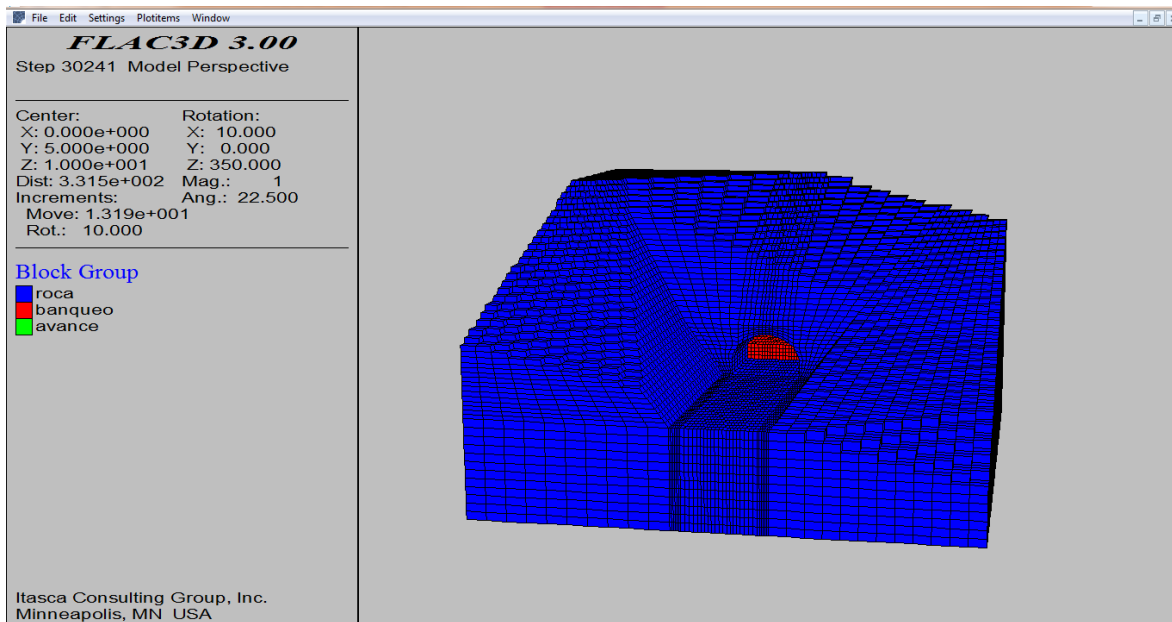 File Edit Settings Plotitems Window
FLAC3D 3.00
Step 30241 Model Perspective
Center: Rotation:
X: 0.000e+000 X: 10.000
Y: 5.000e+000 Y: 0.000
Z: 1.000e+001 Z: 350.000
Dist: 3.315e+002 Mag.: 1
Increments: Ang.: 22.500
Move: 1.319e+001
Rot.: 10.000
Block Group
roca
banqueo
avance
Itasca Consulting Group, Inc.
Minneapolis, MN USA